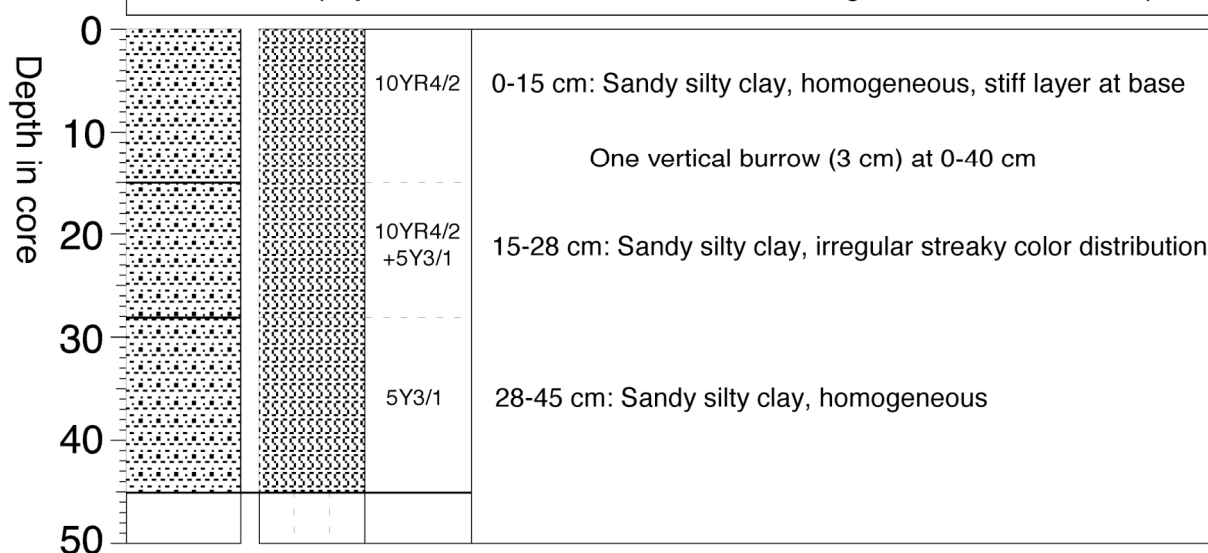 0
10
20
30
40
50
Depth in core
10YR4/2
0-15 cm: Sandy silty clay, homogeneous, stiff layer at base
One vertical burrow (3 cm) at 0-40 cm
10YR4/2
+5Y3/1
15-28 cm: Sandy silty clay, irregular streaky color distribution
5Y3/1
28-45 cm: Sandy silty clay, homogeneous